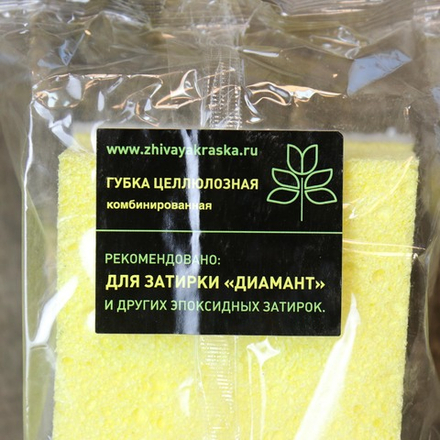 www.zhivayakraska.ru
ГУБКА ЦЕЛЛЮЛОЗНАЯ
комбинированная
РЕКОМЕНДОВАНО:
ДЛЯ ЗАТИРКИ «ДИАМАНТ»
И ДРУГИХ ЭПОКСИДНЫХ ЗАТИРОК.